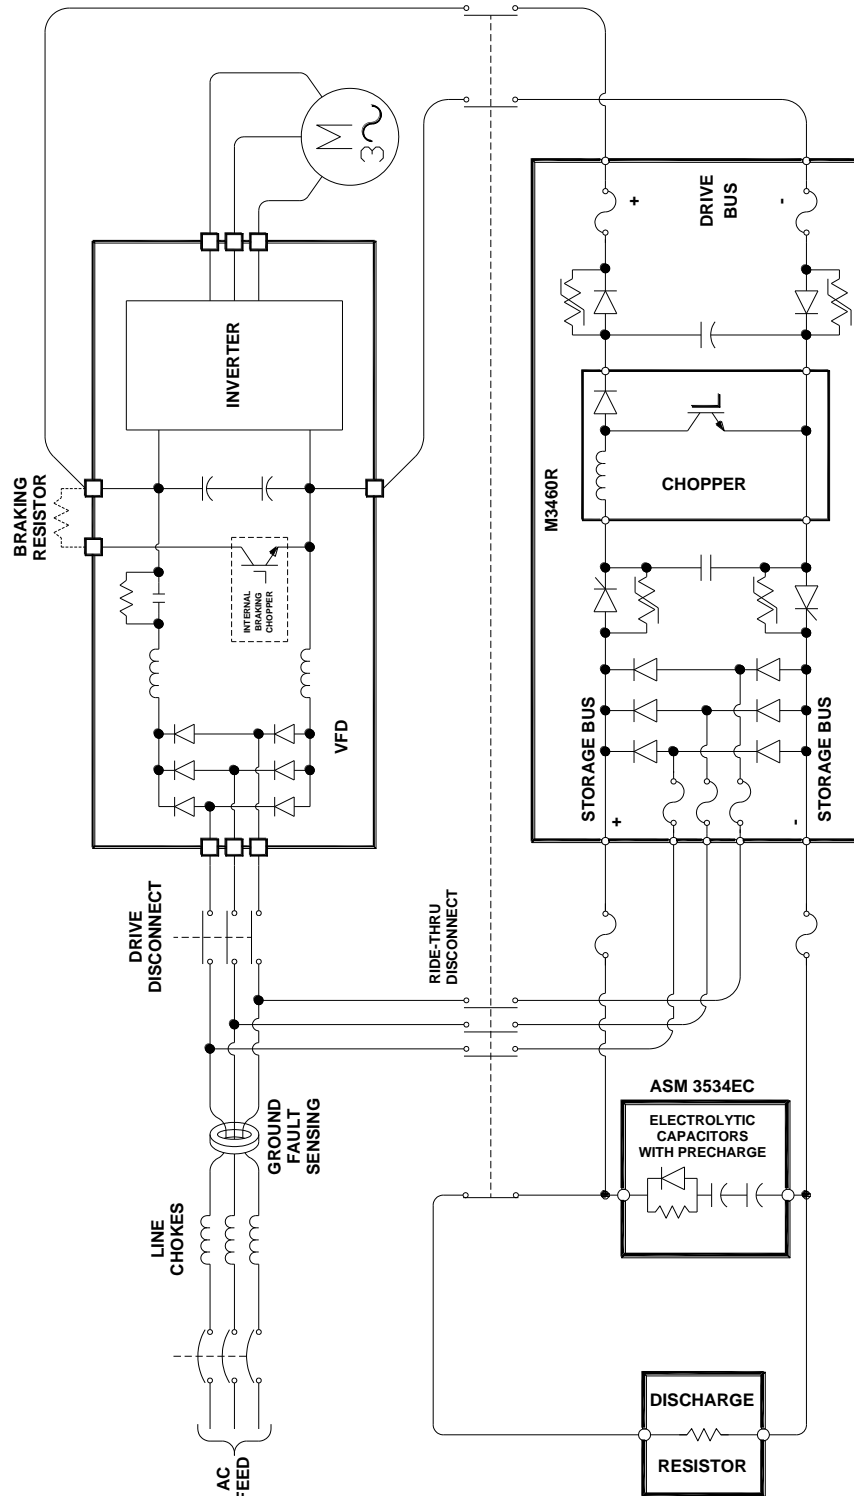 M
3~
DRIVE
BUS
+
-
INVERTER
BRAKING
RESISTOR
M3460R
CHOPPER
INTERNAL
BRAKING
CHOPPER
VFD
STORAGE BUS
STORAGE BUS
+
-
DRIVE
DISCONNECT
RIDE-THRU
DISCONNECT
GROUND
FAULT
SENSING
ASM 3534EC
ELECTROLYTIC
CAPACITORS
WITH PRECHARGE
LINE
CHOKES
DISCHARGE
RESISTOR
AC
FEED